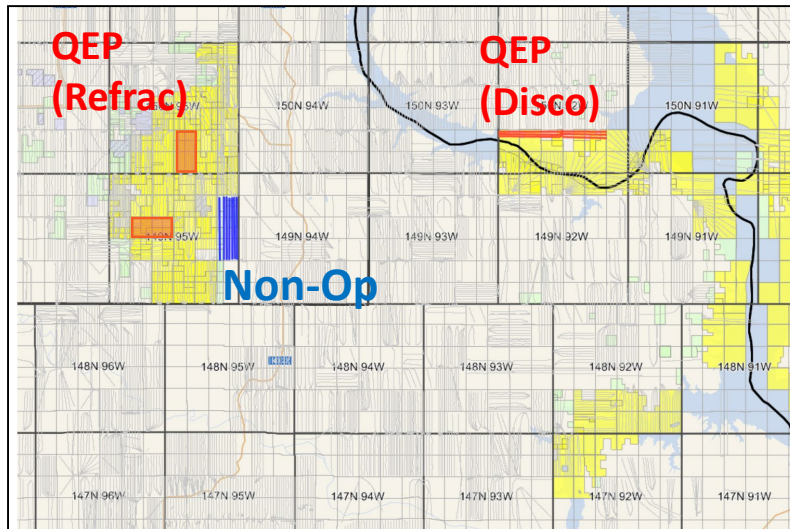 QEP
(Refrac)
QEP
(Disco)
150N 94W
150N 93W
150N 91W
149N 94W
149N 93W
149N 92W
149N 91W
Non-Op
148N 96W
148N 95W
148N 94W
148N 93W
148N 92W
148N 91W
147N 96W
147N 95W
147N 94W
147N 93W
147N 92W
147N 91W